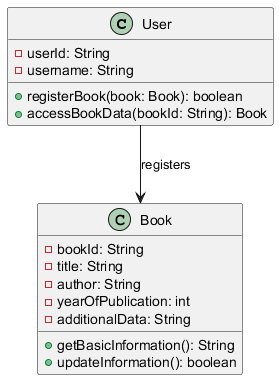 C User
userId: String
username: String
registerBook(book: Book): boolean
accessBookData(bookId: String): Book
registers
C Book
bookId: String
title: String
author: String
yearOfPublication: int
additionalData: String
getBasicInformation(): String
updateInformation(): boolean